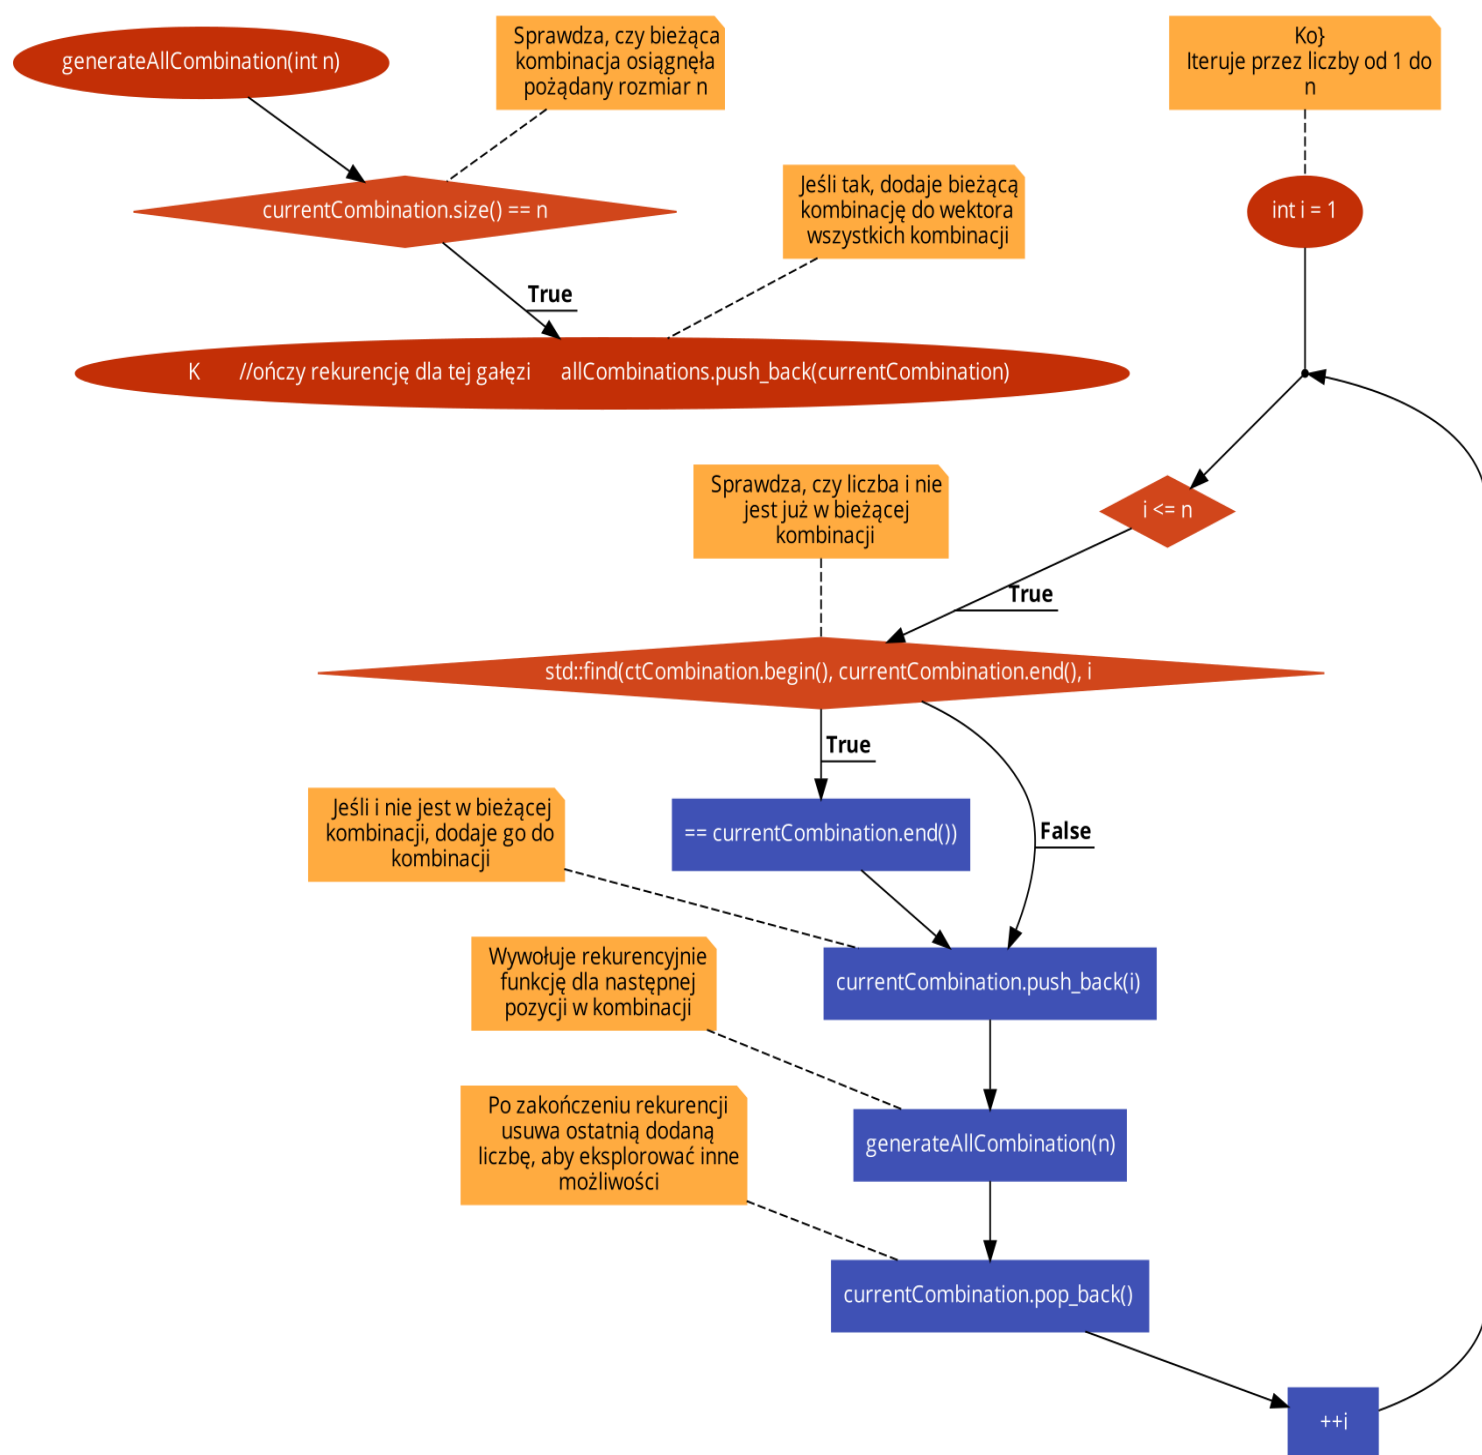 generateAllCombination(int n)
Sprawdza, czy bieżąca
kombinacja osiągnęła
pożądany rozmiar n
Ko}
Iteruje przez liczby od 1 do
n
currentCombination.size() == n
Jeśli tak, dodaje bieżącą
kombinację do wektora
wszystkich kombinacji
int i = 1
True
K //ończy rekurencję dla tej gałęzi allCombinations.push_back(currentCombination)
Sprawdza, czy liczba i nie
jest już w bieżącej
kombinacji
i <= n
True
std::find(ctCombination.begin(), currentCombination.end(), i
True
Jeśli i nie jest w bieżącej
kombinacji, dodaje go do
kombinacji
== currentCombination.end())
False
Wywołuje rekurencyjnie
funkcję dla następnej
pozycji w kombinacji
currentCombination.push_back(i)
Po zakończeniu rekurencji
usuwa ostatnią dodaną
liczbę, aby eksplorować inne
możliwości
generateAllCombination(n)
currentCombination.pop_back()
++i